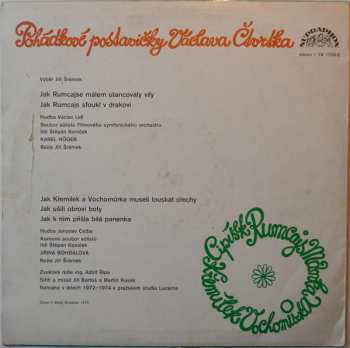 Pohádkové postavičky Václava Čtvrtka
SUPRAPHON
Výběr Jiří Šrámek
Jak Rumcajse málem utancovaly víly
Jak Rumcajs sfoukl v drakovi
Hudba Václav Lídl
Soubor sólistů Filmového symfonického orchestru
řídí Štěpán Koníček
KAREL HÖGER
Režie Jiří Šrámek
Jak Křemílek a Vochomůrka museli louskat ořechy
Jak ušili obrovi boty
Jak k nim přišla bílá panenka
Hudba Jaroslav Celba
Komorní soubor sólistů
řídí Štěpán Koníček
JIŘINA BOHDALOVÁ
Režie Jiří Šrámek
Zvuková režie ing. Adolf Řípa
Střih a mixáž Jiří Bartoš a Martin Kusák
Nahráno v letech 1972–1974 v pražském studiu Lucerna
Cipísek Rumcajs Manka
Křemílek Vochomůrka